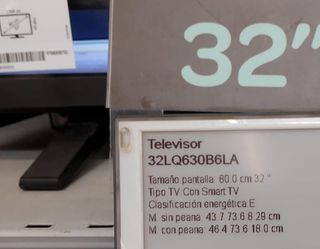 32"
Televisor
32LQ630B6LA
Tamaño pantalla: 80.0 cm 32 "
Tipo TV Con Smart TV
Clasificación energética E
M. sin peana: 43.7 73.6 8.29 cm
M. con peana: 46.4 73.6 18.0 cm